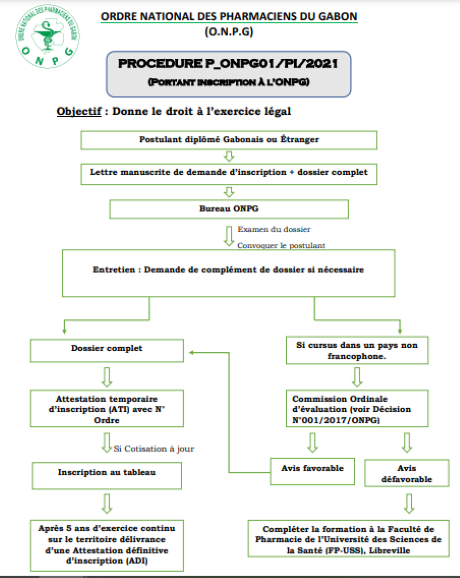 ORDRE NATIONAL DES PHARMACIENS DU GABON
ORDRE NATIONAL DES PHARMACIENS DU GABON
O N P G
(O.N.P.G)
PROCEDURE P_ONPG01/PI/2021
(PORTANT INSCRIPTION À L'ONPG)
Objectif : Donne le droit à l'exercice légal
Postulant diplômé Gabonais ou Étranger
Lettre manuscrite de demande d'inscription + dossier complet
Bureau ONPG
Examen du dossier
Convoquer le postulant
Entretien : Demande de complément de dossier si nécessaire
Dossier complet
Si cursus dans un pays non
francophone.
Attestation temporaire
d'inscription (ATI) avec N°
Ordre
Commission Ordinale
d'évaluation (voir Décision
N°001/2017/ONPG)
Si Cotisation à jour
Inscription au tableau
Avis favorable
Avis
défavorable
Après 5 ans d'exercice continu
sur le territoire délivrance
d'une Attestation définitive
d'inscription (ADI)
Compléter la formation à la Faculté de
Pharmacie de l'Université des Sciences de
la Santé (FP-USS), Libreville